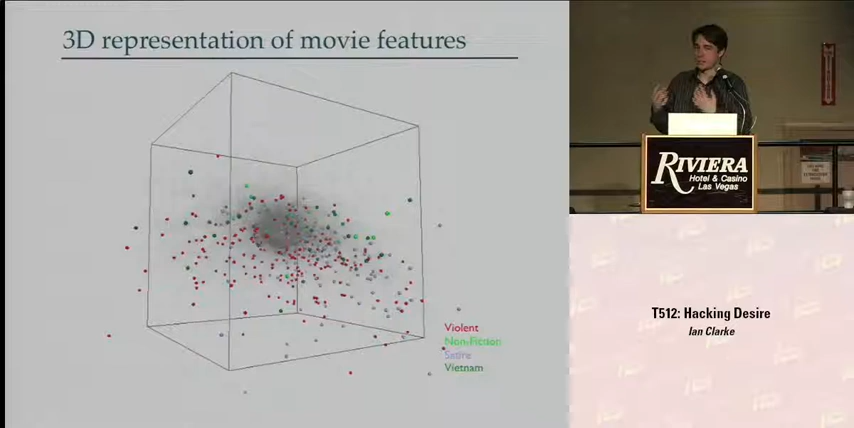 3D representation of movie features
Violent
Non-Fiction
Satire
Vietnam
RIVIERA
Hotel & Casino
Las Vegas
T512: Hacking Desire
Ian Clarke